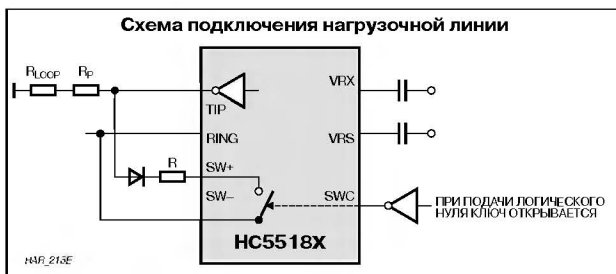 Схема подключения нагрузочной линии
RLOOP RP
TIP
VRX
RING
VRS
R
SW+
SW–
SWC
ПРИ ПОДАЧИ ЛОГИЧЕСКОГО
НУЛЯ КЛЮЧ ОТКРЫВАЕТСЯ
HC5518X
HAR_213E